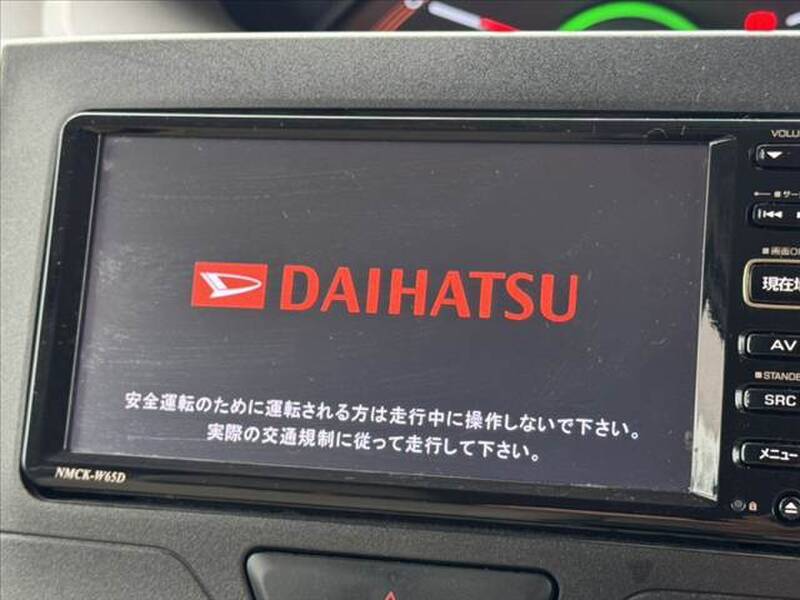 VOLU
DAIHATSU
現在地
AV
STANDB
SRC
メニュー
安全運転のために運転される方は走行中に操作しないで下さい。
実際の交通規制に従って走行して下さい。
NMCK-W65D